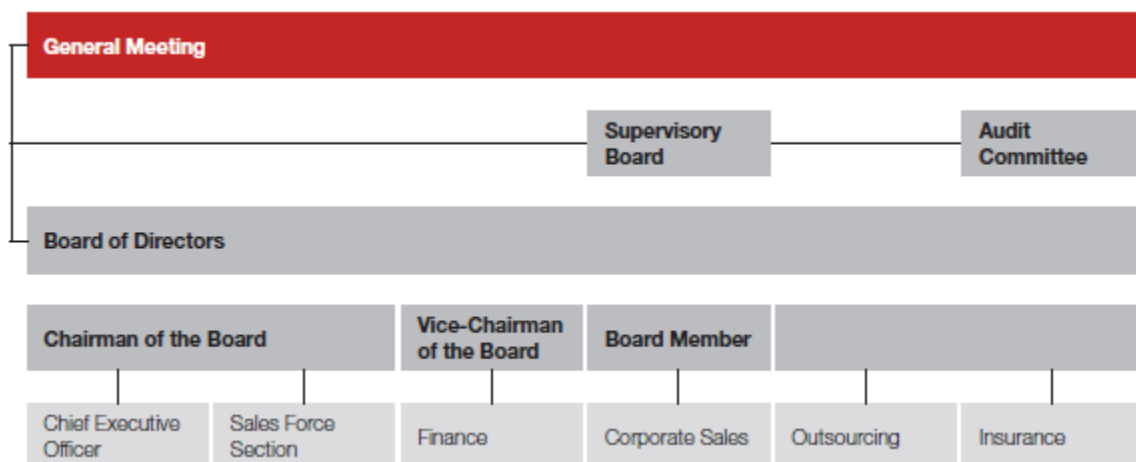 General Meeting
Supervisory
Board
Audit
Committee
Board of Directors
Chairman of the Board
Vice-Chairman
of the Board
Board Member
Chief Executive
Officer
Sales Force
Section
Finance
Corporate Sales
Outsourcing
Insurance